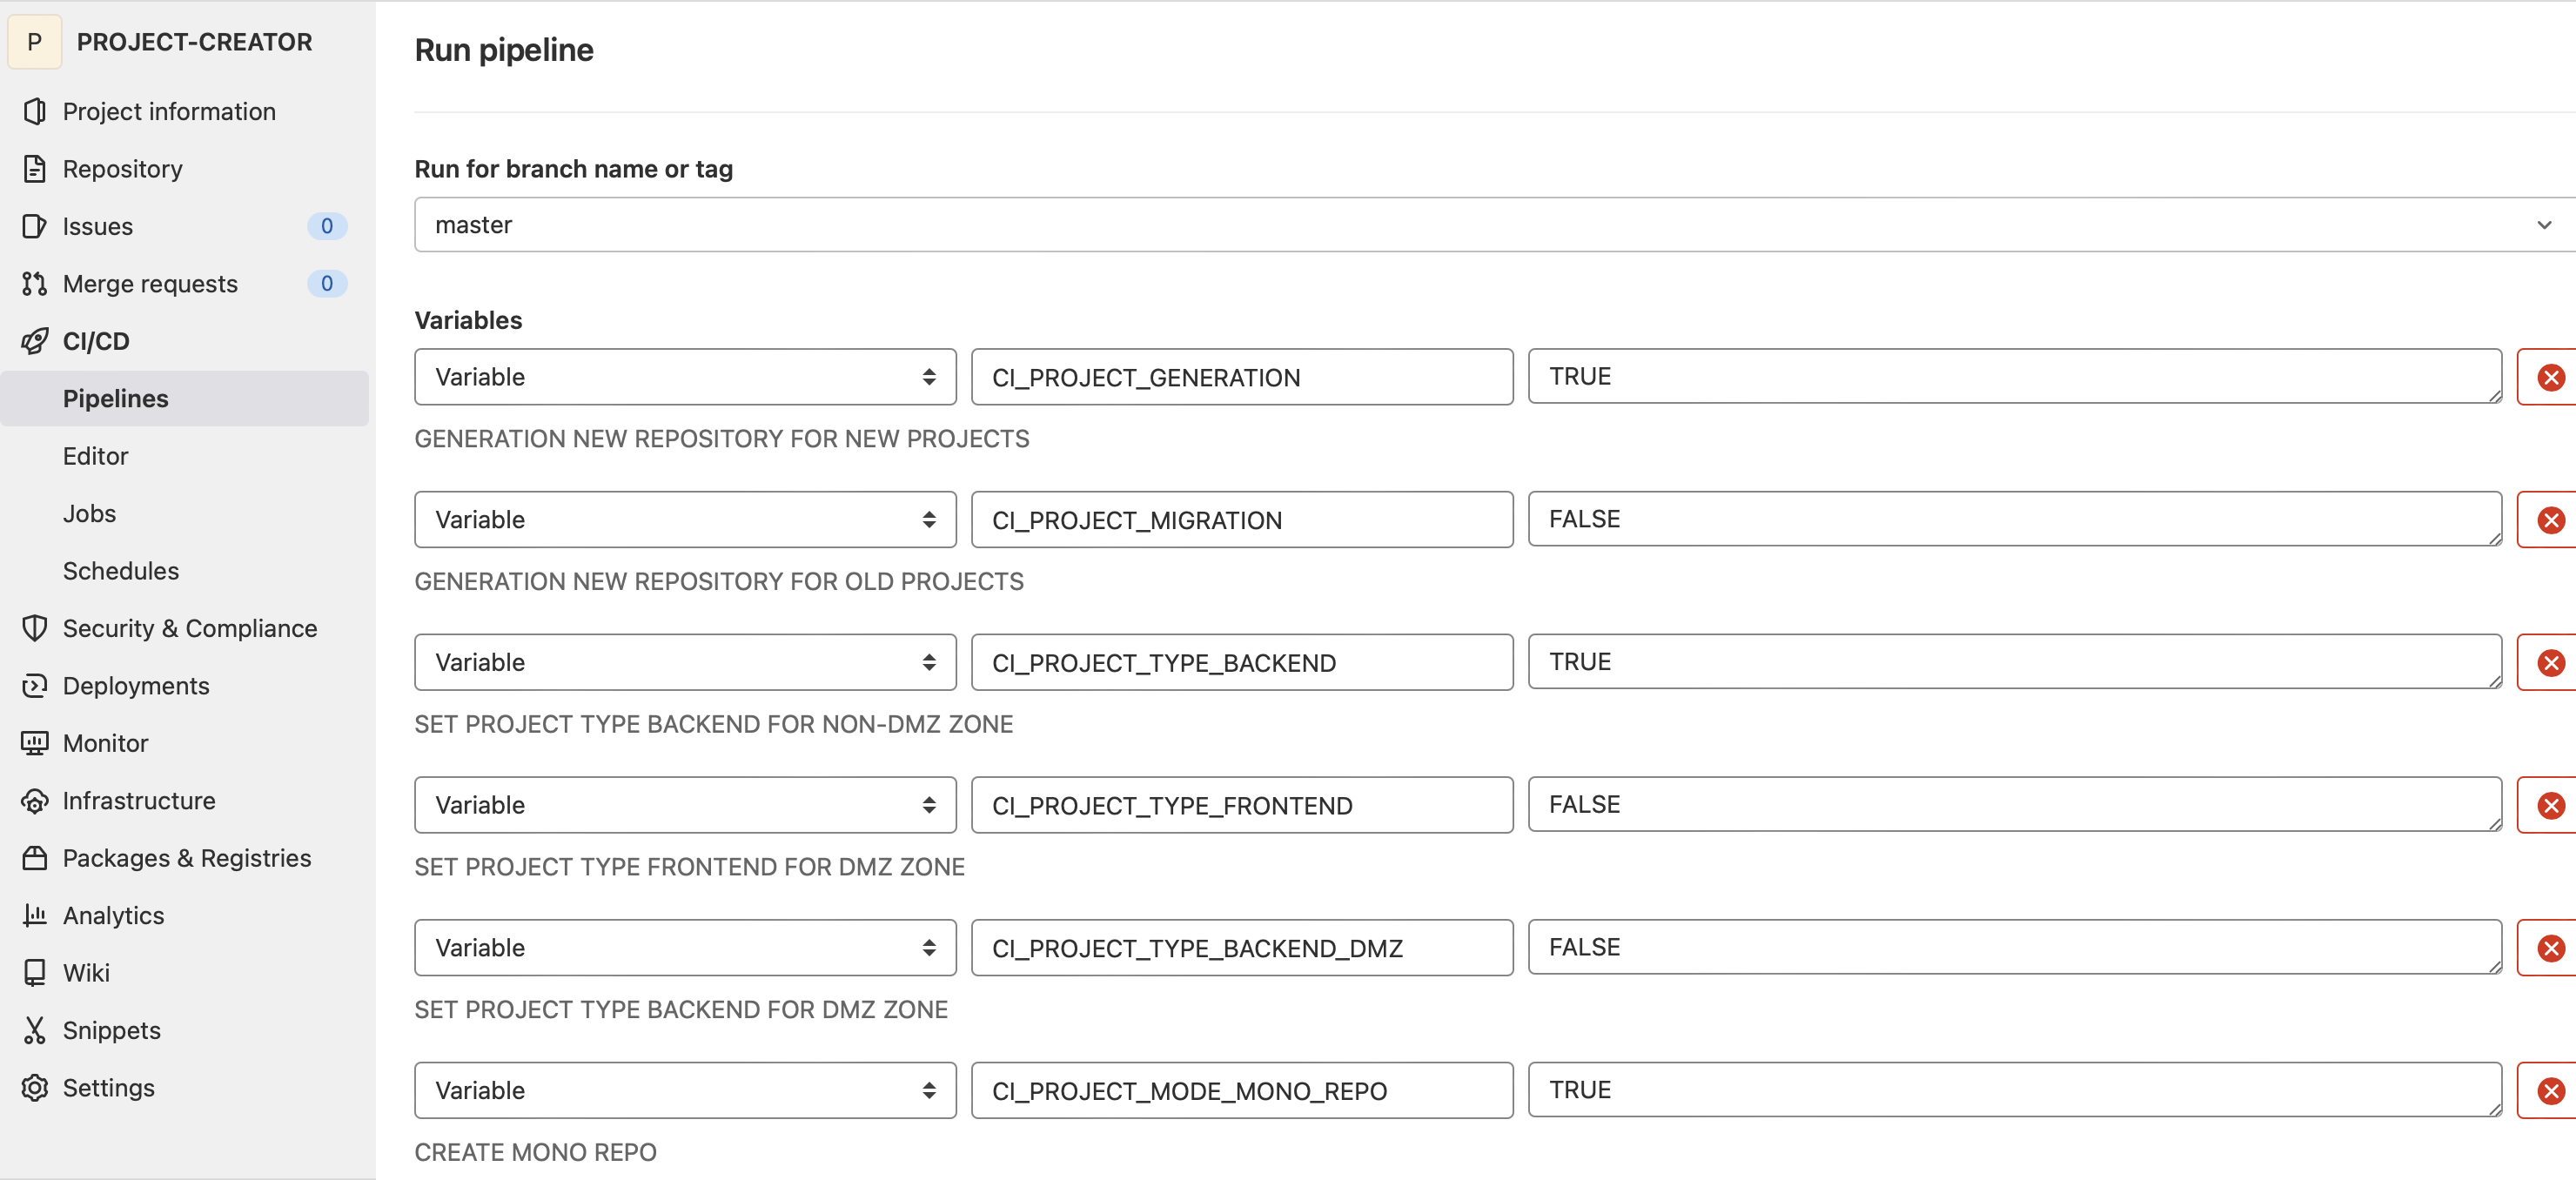 P PROJECT-CREATOR
Project information
Repository
Issues 0
Merge requests 0
CI/CD
Pipelines
Editor
Jobs
Schedules
Security & Compliance
Deployments
Monitor
Infrastructure
Packages & Registries
Analytics
Wiki
Snippets
Settings
Run pipeline
Run for branch name or tag
master
Variables
Variable CI_PROJECT_GENERATION TRUE
GENERATION NEW REPOSITORY FOR NEW PROJECTS
Variable CI_PROJECT_MIGRATION FALSE
GENERATION NEW REPOSITORY FOR OLD PROJECTS
Variable CI_PROJECT_TYPE_BACKEND TRUE
SET PROJECT TYPE BACKEND FOR NON-DMZ ZONE
Variable CI_PROJECT_TYPE_FRONTEND FALSE
SET PROJECT TYPE FRONTEND FOR DMZ ZONE
Variable CI_PROJECT_TYPE_BACKEND_DMZ FALSE
SET PROJECT TYPE BACKEND FOR DMZ ZONE
Variable CI_PROJECT_MODE_MONO_REPO TRUE
CREATE MONO REPO